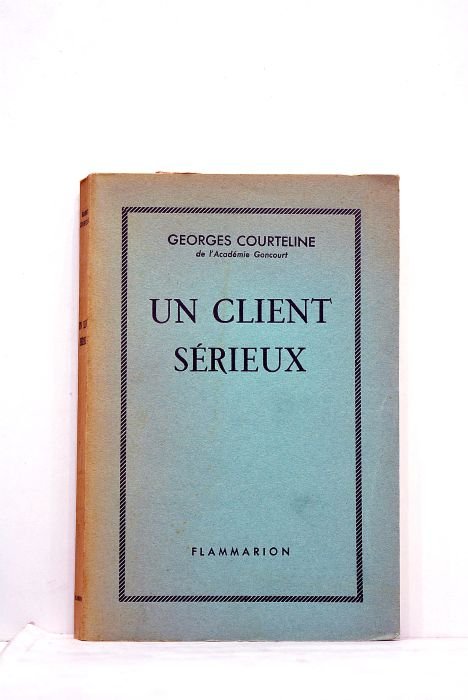 GEORGES COURTELINE
de l'Académie Goncourt
UN CLIENT
SÉRIEUX
FLAMMARION